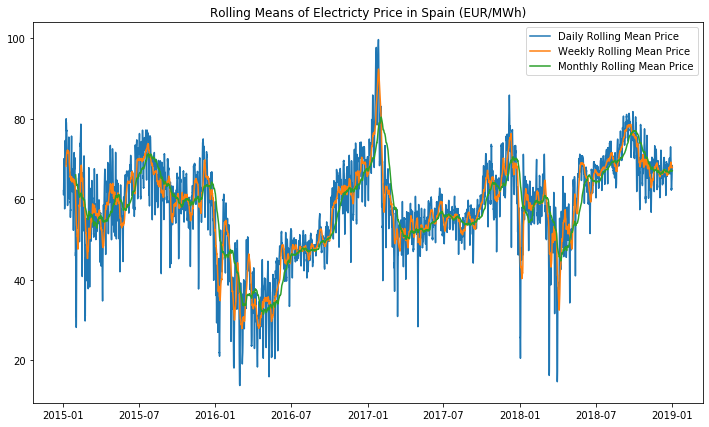 Rolling Means of Electricty Price in Spain (EUR/MWh)
Daily Rolling Mean Price
Weekly Rolling Mean Price
Monthly Rolling Mean Price
100
80
60
40
20
2015-01 2015-07 2016-01 2016-07 2017-01 2017-07 2018-01 2018-07 2019-01